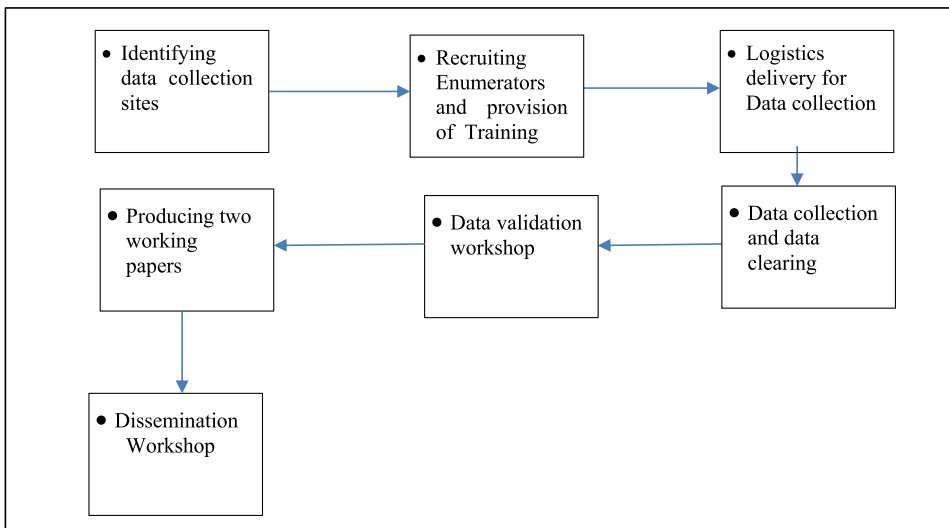 • Identifying
data collection
sites
• Recruiting
Enumerators
and provision
of Training
• Logistics
delivery for
Data collection
• Data collection
and data
clearing
• Data validation
workshop
• Producing two
working
papers
• Dissemination
Workshop